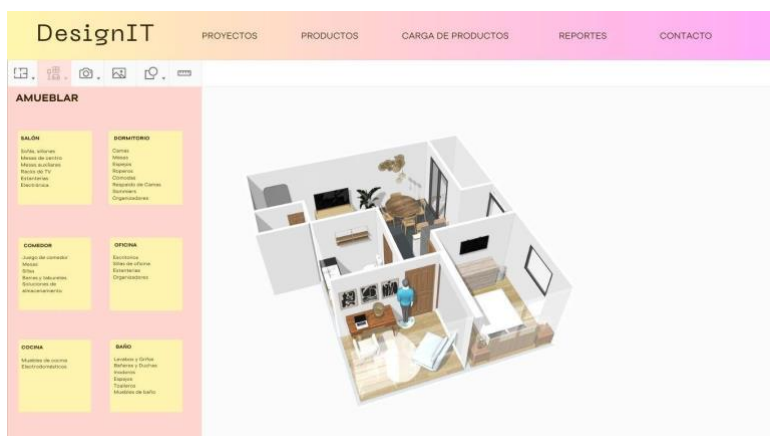 DesignIT
PROYECTOS PRODUCTOS CARGA DE PRODUCTOS REPORTES CONTACTO
AMUEBLAR
SALÓN
Sofás, sillones
Mesas de centro
Mesas auxiliares
Racks de TV
Estanterías
Electrónica
DORMITORIO
Camas
Mesas
Espejos
Roperos
Cómodas
Respaldo de Camas
Sommiers
Organizadores
COMEDOR
Juego de comedor
Mesas
Sillas
Barras y taburetes
Soluciones de
almacenamiento
OFICINA
Escritorios
Sillas de oficina
Estanterías
Organizadores
COCINA
Muebles de cocina
Electrodomésticos
BAÑO
Lavabos y Grifos
Bañeras y Duchas
Inodoros
Espejos
Toalleros
Muebles de baño